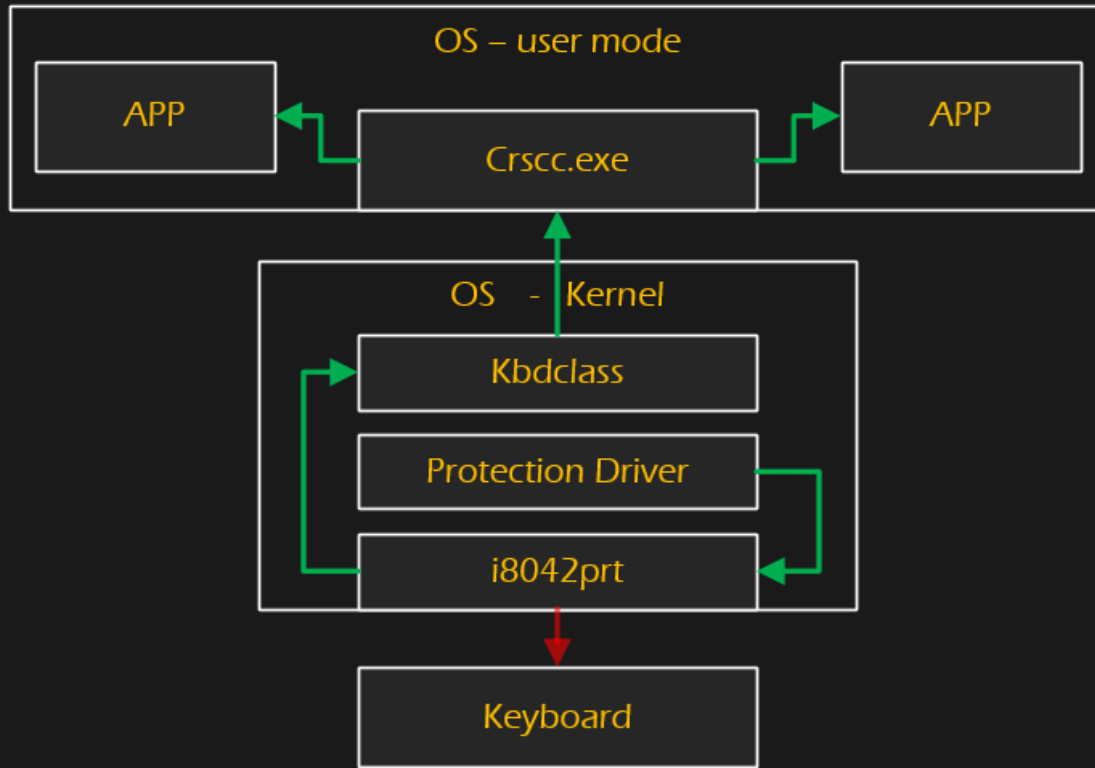 OS – user mode
APP
APP
Crscc.exe
OS - Kernel
Kbdclass
Protection Driver
i8042prt
Keyboard